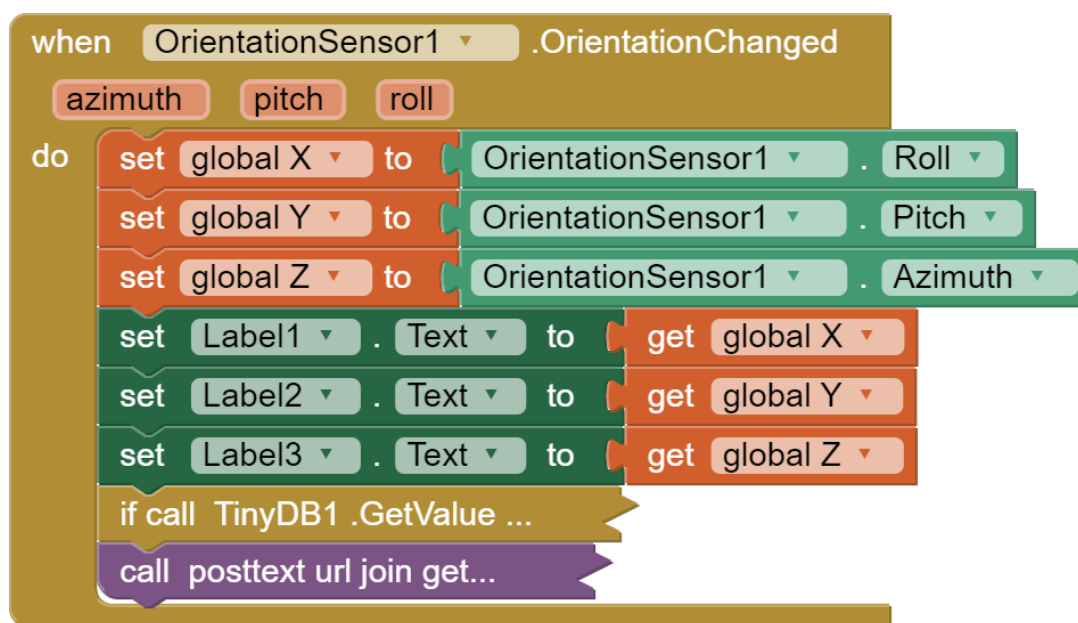 when OrientationSensor1 .OrientationChanged
azimuth pitch roll
do set global X to OrientationSensor1 . Roll
set global Y to OrientationSensor1 . Pitch
set global Z to OrientationSensor1 . Azimuth
set Label1 . Text to get global X
set Label2 . Text to get global Y
set Label3 . Text to get global Z
if call TinyDB1 .GetValue ...
call posttext url join get...